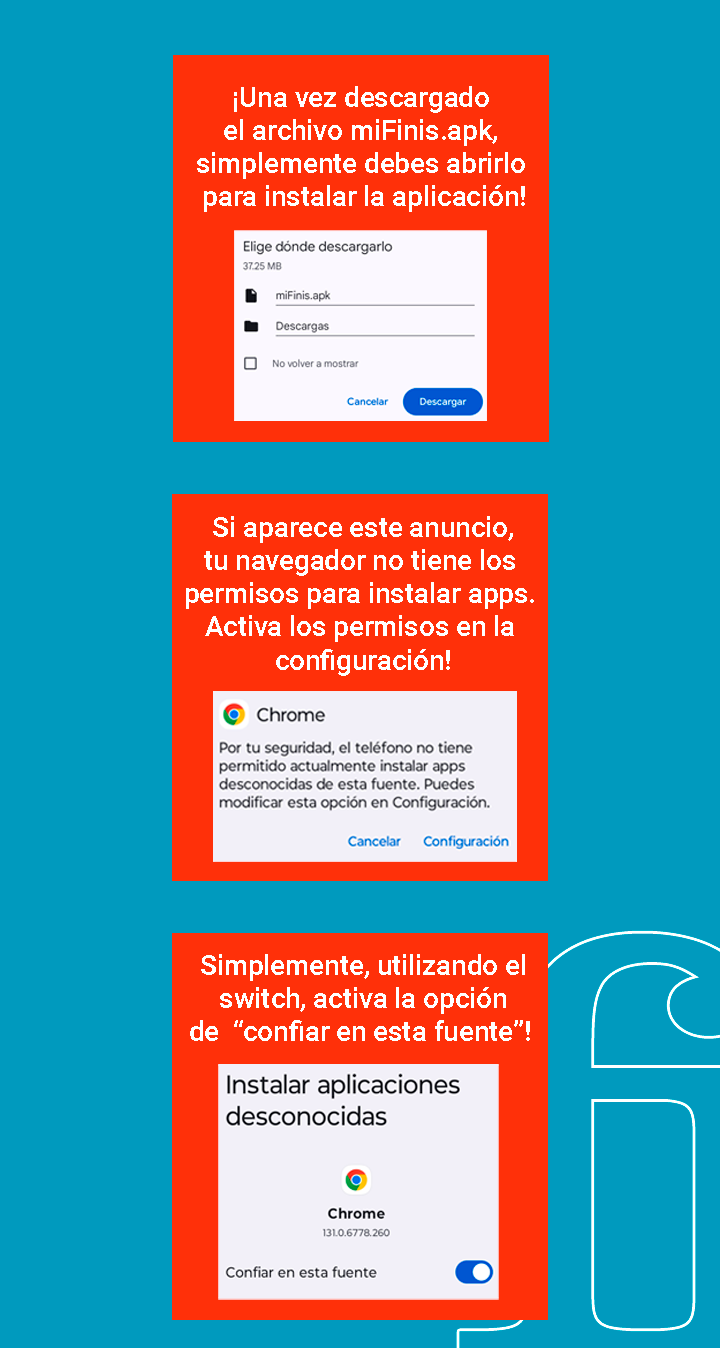 ¡Una vez descargado
el archivo miFinis.apk,
simplemente debes abrirlo
para instalar la aplicación!
Elige dónde descargarlo
37.25 MB
miFinis.apk
Descargas
No volver a mostrar
Cancelar
Descargar
Si aparece este anuncio,
tu navegador no tiene los
permisos para instalar apps.
Activa los permisos en la
configuración!
Chrome
Por tu seguridad, el teléfono no tiene
permitido actualmente instalar apps
desconocidas de esta fuente. Puedes
modificar esta opción en Configuración.
Cancelar
Configuración
Simplemente, utilizando el
switch, activa la opción
de “confiar en esta fuente”!
Instalar aplicaciones
desconocidas
Chrome
131.0.6778.260
Confiar en esta fuente